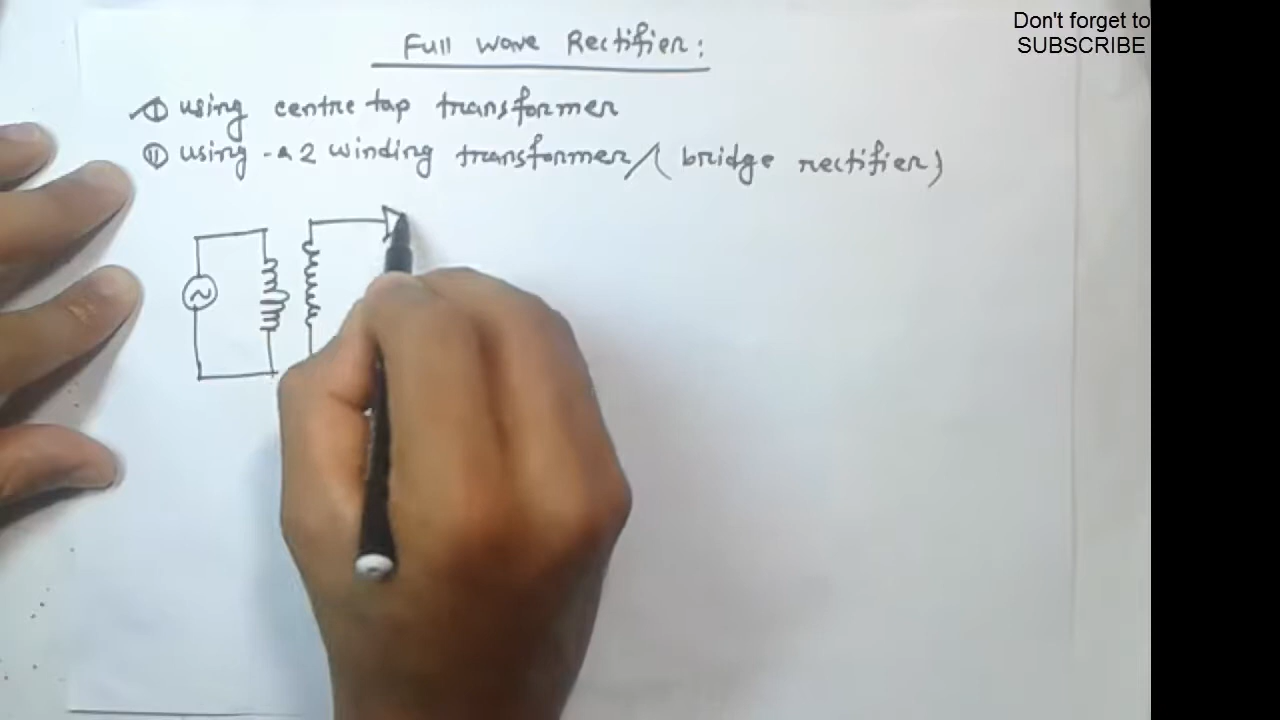 Don't forget to
SUBSCRIBE
Full Wave Rectifier:
① using centre tap transformer
② using a 2 winding transformer/(bridge rectifier)